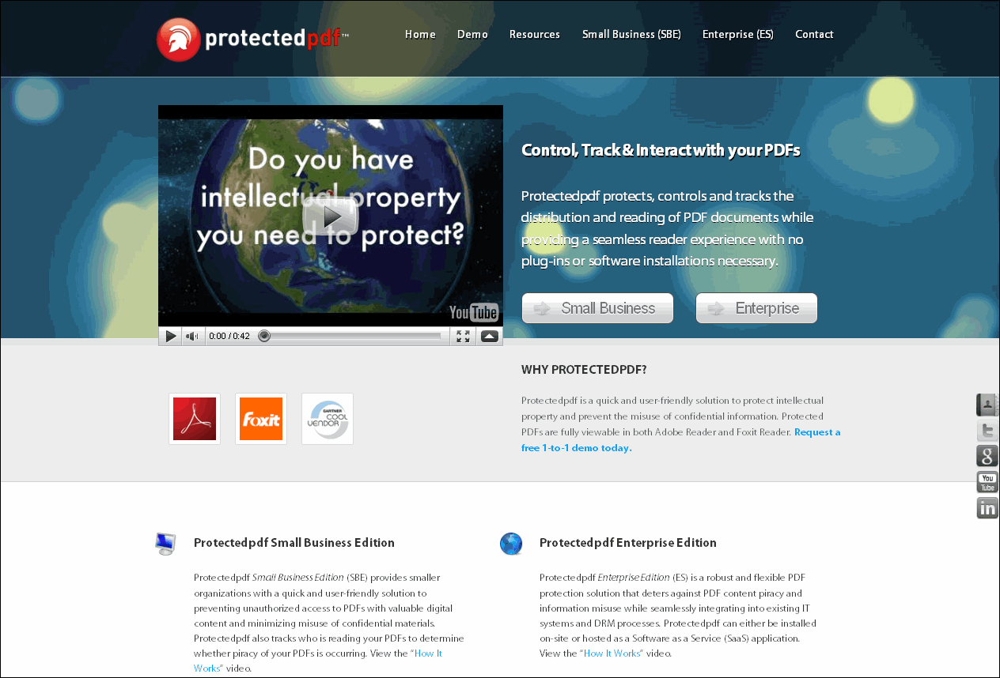 protectedpdf™
Home Demo Resources Small Business (SBE) Enterprise (ES) Contact
Do you have
intellectual property
you need to protect?
YouTube
0:00 / 0:42
Control, Track & Interact with your PDFs
Protectedpdf protects, controls and tracks the
distribution and reading of PDF documents while
providing a seamless reader experience with no
plug-ins or software installations necessary.
Small Business Enterprise
Foxit
GARTNER
COOL
VENDOR
WHY PROTECTEDPDF?
Protectedpdf is a quick and user-friendly solution to protect intellectual
property and prevent the misuse of confidential information. Protected
PDFs are fully viewable in both Adobe Reader and Foxit Reader. Request a
free 1-to-1 demo today.
t
g
You
Tube
in
Protectedpdf Small Business Edition
Protectedpdf Small Business Edition (SBE) provides smaller
organizations with a quick and user-friendly solution to
preventing unauthorized access to PDFs with valuable digital
content and minimizing misuse of confidential materials.
Protectedpdf also tracks who is reading your PDFs to determine
whether piracy of your PDFs is occurring. View the “How It
Works” video.
Protectedpdf Enterprise Edition
Protectedpdf Enterprise Edition (ES) is a robust and flexible PDF
protection solution that deters against PDF content piracy and
information misuse while seamlessly integrating into existing IT
systems and DRM processes. Protectedpdf can either be installed
on-site or hosted as a Software as a Service (SaaS) application.
View the “How It Works” video.